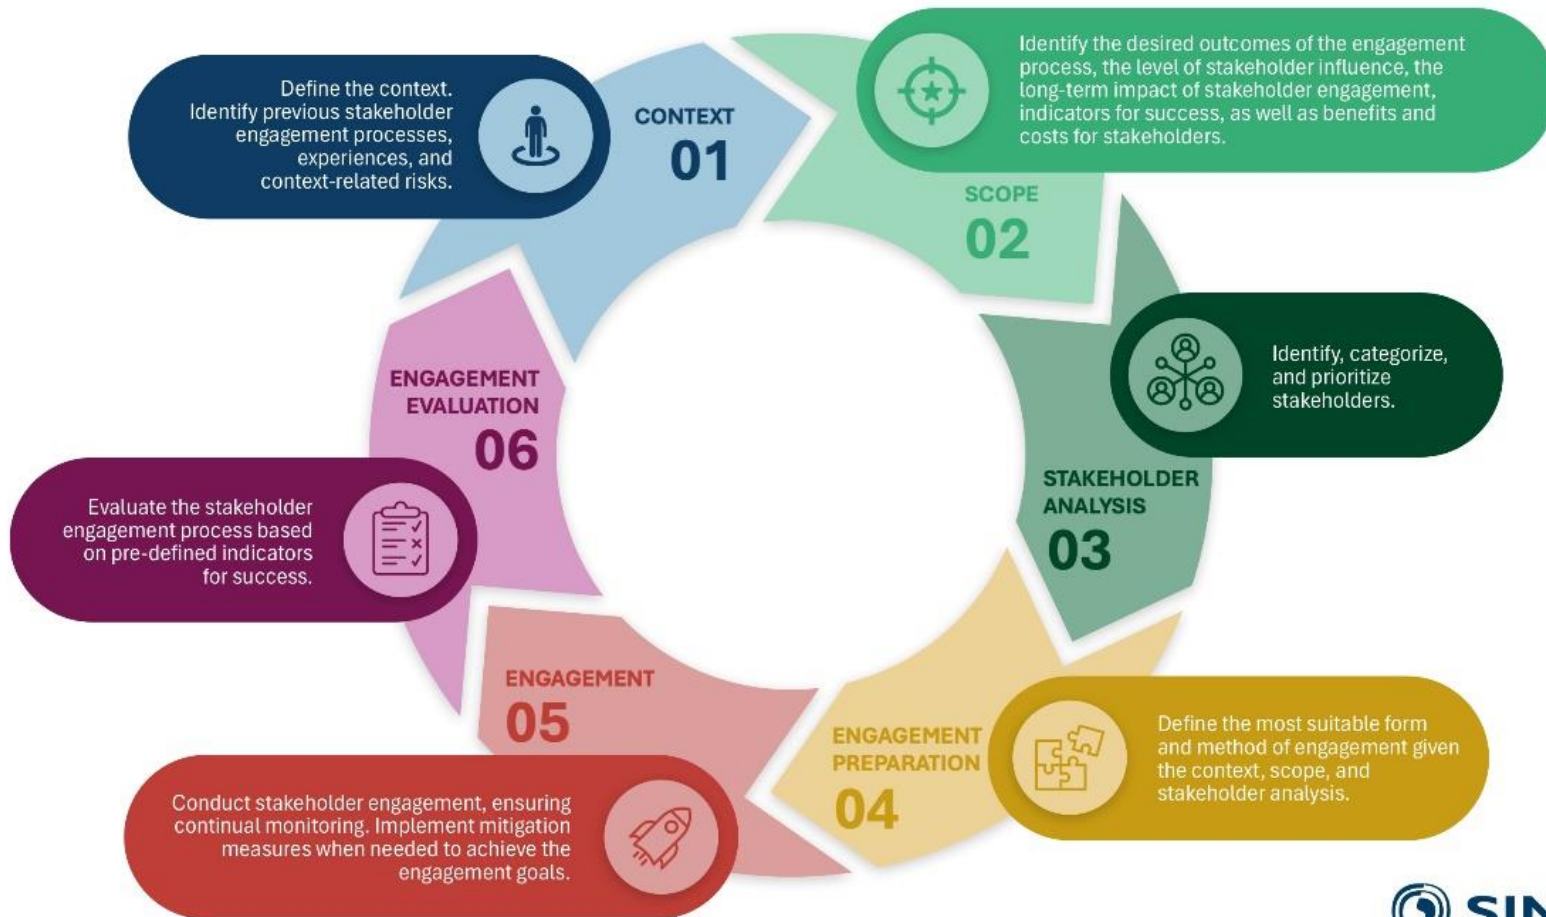 Define the context.
Identify previous stakeholder
engagement processes,
experiences, and
context-related risks.
CONTEXT
01
Identify the desired outcomes of the engagement
process, the level of stakeholder influence, the
long-term impact of stakeholder engagement,
indicators for success, as well as benefits and
costs for stakeholders.
SCOPE
02
Identify, categorize,
and prioritize
stakeholders.
STAKEHOLDER
ANALYSIS
03
Define the most suitable form
and method of engagement given
the context, scope, and
stakeholder analysis.
ENGAGEMENT
PREPARATION
04
ENGAGEMENT
05
Conduct stakeholder engagement, ensuring
continual monitoring. Implement mitigation
measures when needed to achieve the
engagement goals.
ENGAGEMENT
EVALUATION
06
Evaluate the stakeholder
engagement process based
on pre-defined indicators
for success.